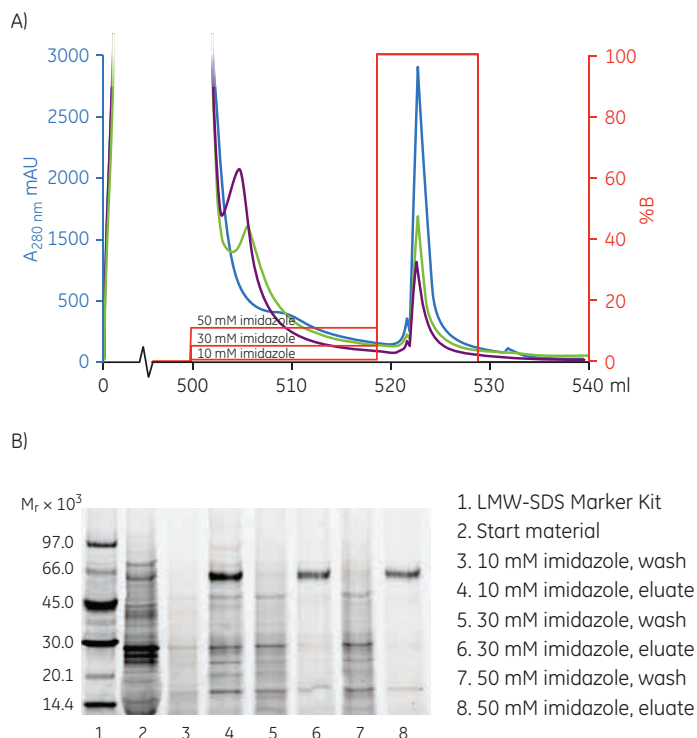 A)
3000
2500
2000
1500
500
0
A280 nm mAU
100
80
60
40
20
0
%B
50 mM imidazole
30 mM imidazole
10 mM imidazole
0
500
510
520
530
540 ml
B)
Mr × 10³
97.0
66.0
45.0
30.0
20.1
14.4
1 2 3 4 5 6 7 8
1. LMW-SDS Marker Kit
2. Start material
3. 10 mM imidazole, wash
4. 10 mM imidazole, eluate
5. 30 mM imidazole, wash
6. 30 mM imidazole, eluate
7. 50 mM imidazole, wash
8. 50 mM imidazole, eluate